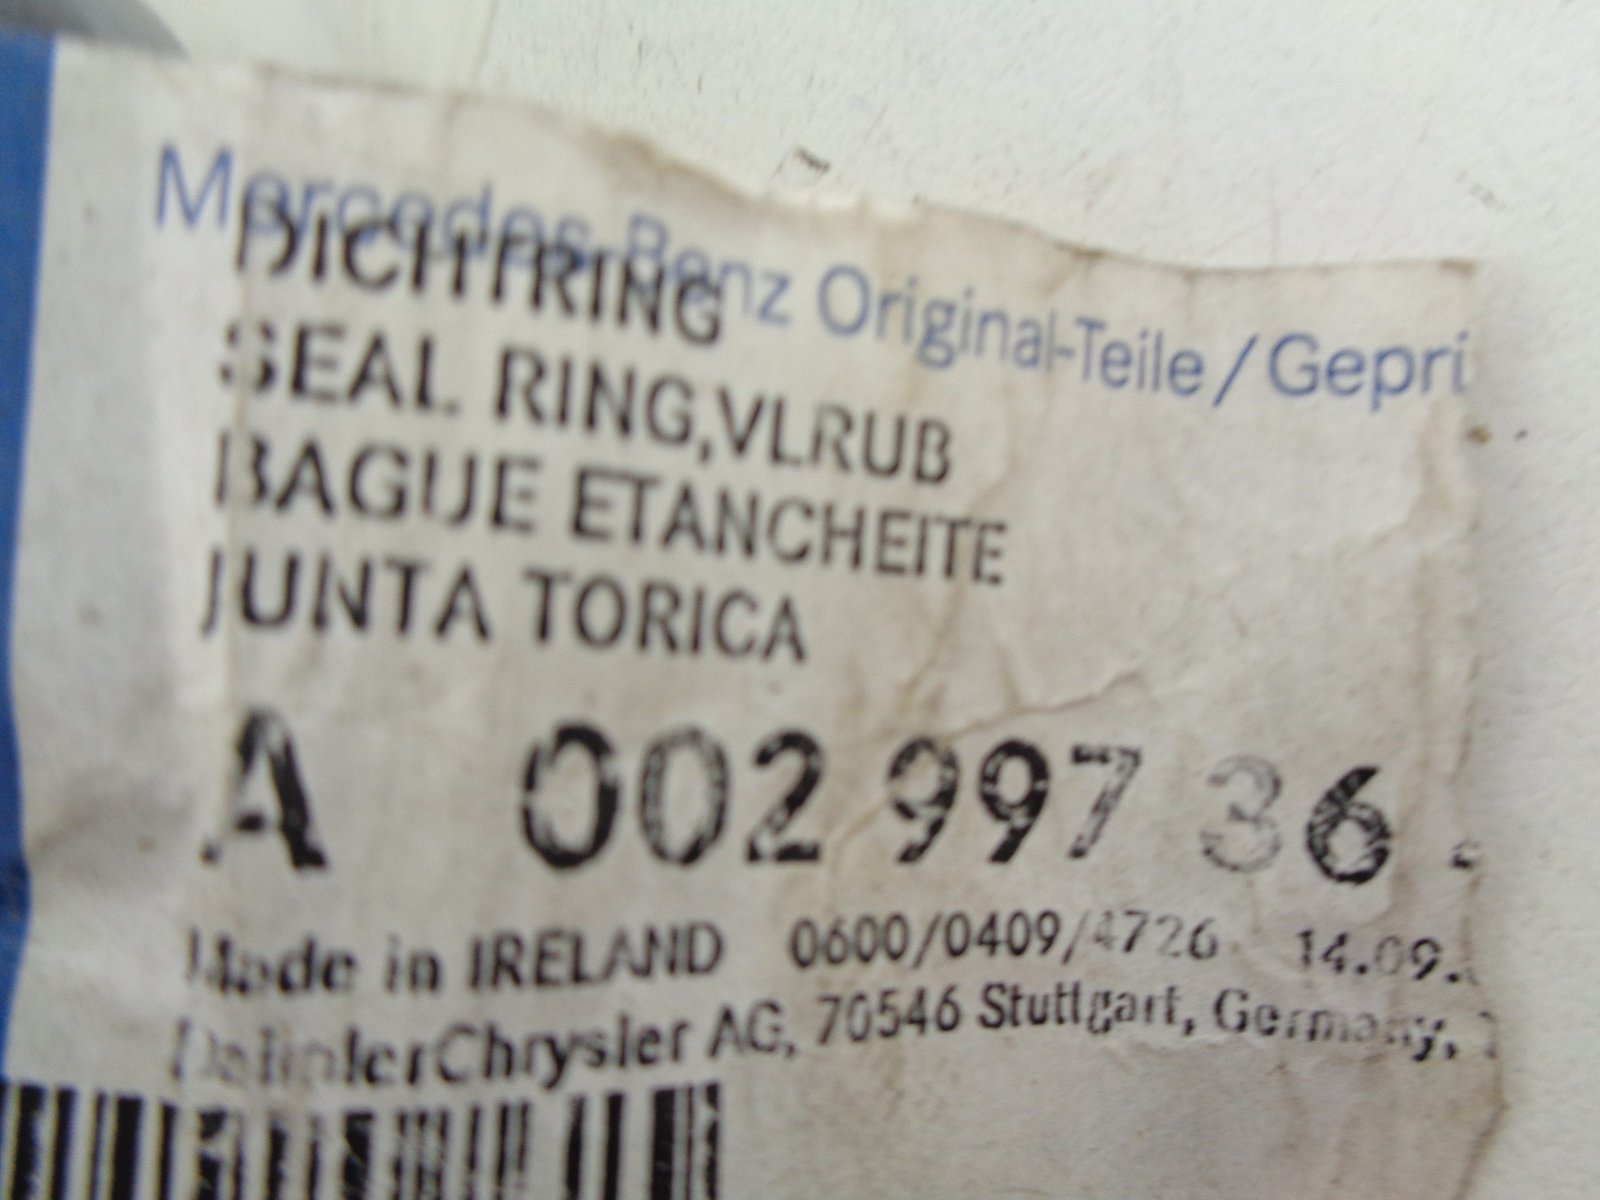 Mercedes-Benz Original-Teile / Geprü
DICHTRING
SEAL RING,VLRUB
BAGUE ETANCHEITE
JUNTA TORICA
A 002 997 36
Made in IRELAND 0600/0409/4726 14.09.
DaimlerChrysler AG, 70546 Stuttgart, Germany,